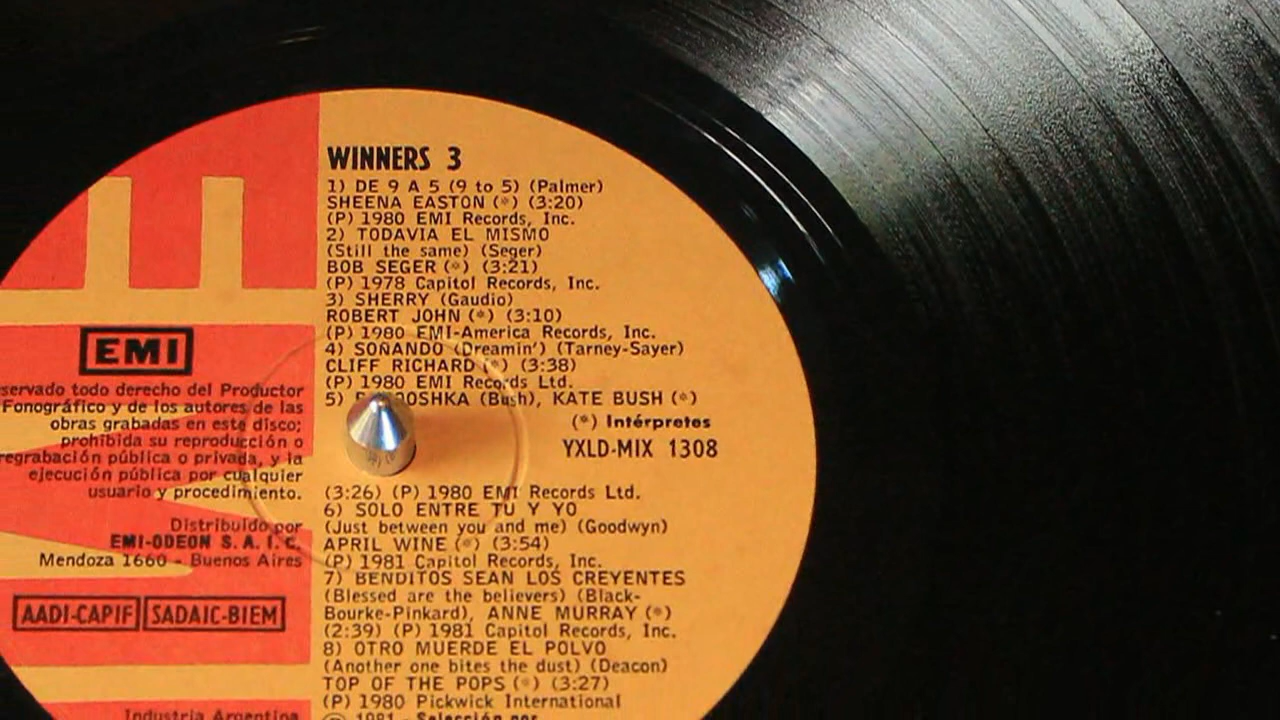 WINNERS 3
1) DE 9 A 5 (9 to 5) (Palmer)
SHEENA EASTON (*) (3:20)
(P) 1980 EMI Records, Inc.
2) TODAVIA EL MISMO
(Still the same) (Seger)
BOB SEGER (*) (3:21)
(P) 1978 Capitol Records, Inc.
3) SHERRY (Gaudio)
ROBERT JOHN (*) (3:10)
(P) 1980 EMI-America Records, Inc.
4) SOÑANDO (Dreamin') (Tarney-Sayer)
CLIFF RICHARD (*) (3:38)
(P) 1980 EMI Records Ltd.
5) (Bush), KATE BUSH (*)
(*) Intérpretes
YXLD-MIX 1308
(3:26) (P) 1980 EMI Records Ltd.
6) SOLO ENTRE TU Y YO
(Just between you and me) (Goodwyn)
APRIL WINE (*) (3:54)
(P) 1981 Capitol Records, Inc.
7) BENDITOS SEAN LOS CREYENTES
(Blessed are the believers) (Black-
Bourke-Pinkard), ANNE MURRAY (*)
(2:39) (P) 1981 Capitol Records, Inc.
8) OTRO MUERDE EL POLVO
(Another one bites the dust) (Deacon)
TOP OF THE POPS (*) (3:27)
(P) 1980 Pickwick International
1981 - Selección por
EMI
servado todo derecho del Productor
Fonográfico y de los autores de las
obras grabadas en este disco;
prohibida su reproducción o
regrabación pública o privada, y la
ejecución pública por cualquier
usuario y procedimiento.
Distribuído por
EMI-ODEON S.A.I.C.
Mendoza 1660 - Buenos Aires
AADI-CAPIF SADAIC-BIEM
Industria Argentina